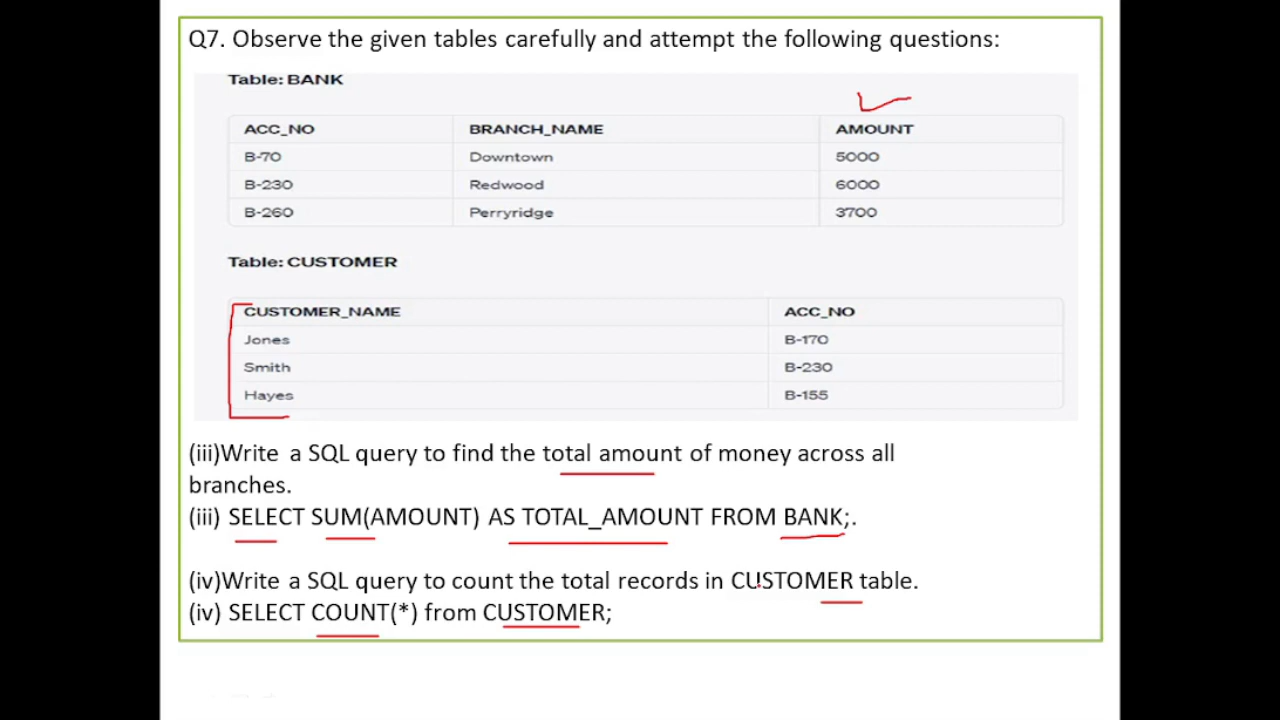 Q7. Observe the given tables carefully and attempt the following questions:
Table: BANK
ACC_NO BRANCH_NAME AMOUNT
B-70 Downtown 5000
B-230 Redwood 6000
B-260 Perryridge 3700
Table: CUSTOMER
CUSTOMER_NAME ACC_NO
Jones B-170
Smith B-230
Hayes B-155
(iii)Write a SQL query to find the total amount of money across all
branches.
(iii) SELECT SUM(AMOUNT) AS TOTAL_AMOUNT FROM BANK;.
(iv)Write a SQL query to count the total records in CUSTOMER table.
(iv) SELECT COUNT(*) from CUSTOMER;